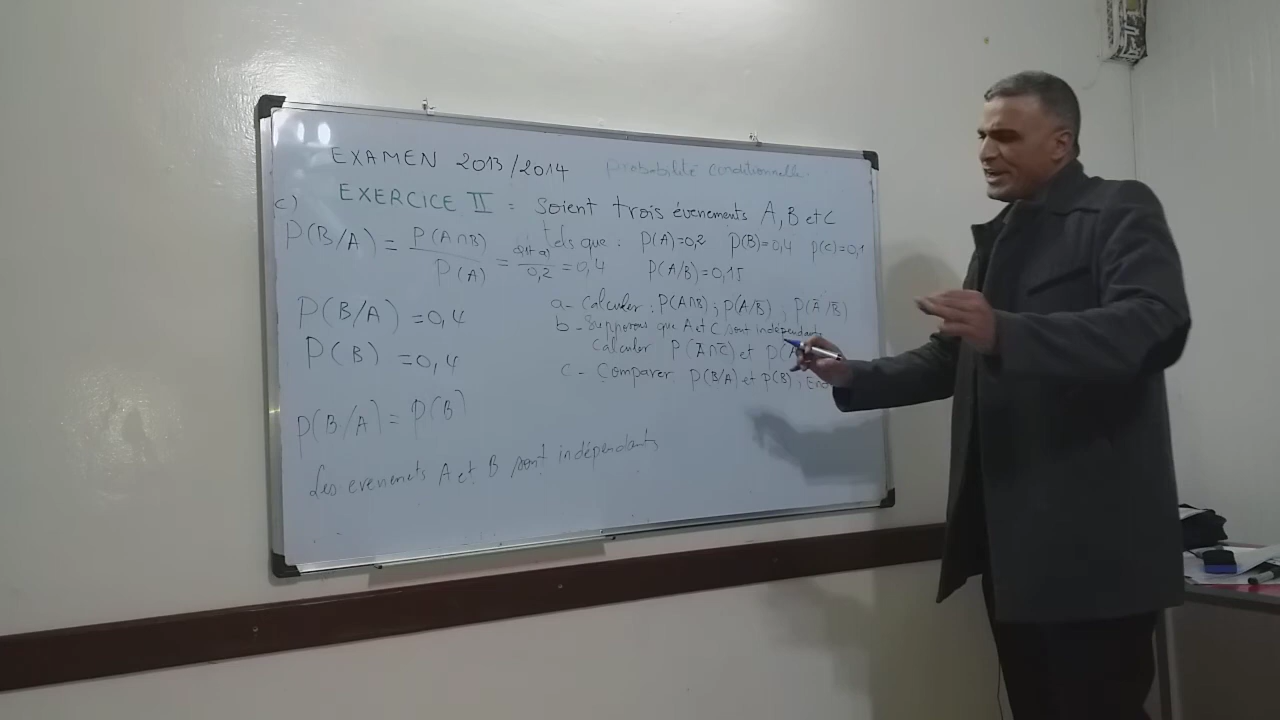 EXAMEN 2013/2014 probabilité conditionnelle
EXERCICE II : soient trois évenements A, B et C
tels que : P(A)=0,2 P(B)=0,4 P(C)=0,1
P(A/B)=0,15
a- Calculer : P(A∩B) ; P(A/B̅) ; P(A̅/B̅)
b- Supposons que A et C sont indépendants
Calculer P(A̅∩C̅) et P(
c- Comparer P(B/A) et P(B) ;
c)
P(B/A) = P(A∩B) / P(A) = / 0,2 = 0,4
P(B/A) = 0,4
P(B) = 0,4
P(B/A) = P(B)
Les evenemets A et B sont indépendants